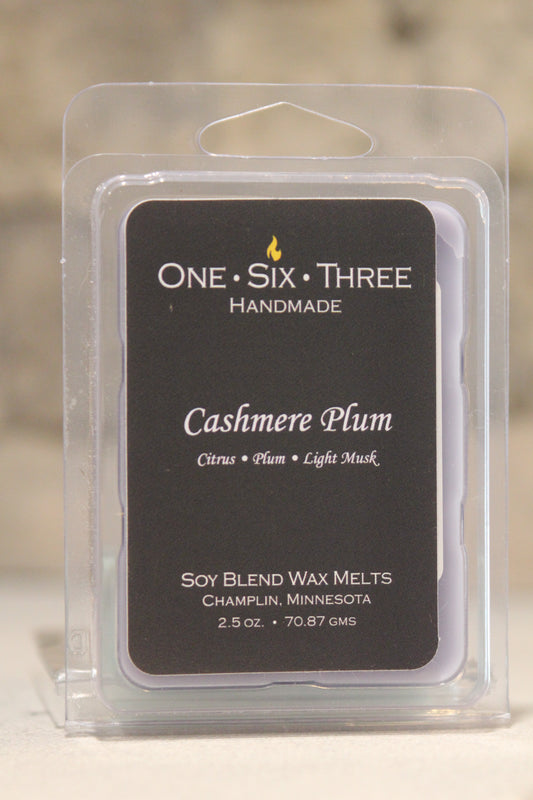 One • Six • Three
Handmade
Cashmere Plum
Citrus • Plum • Light Musk
Soy Blend Wax Melts
Champlin, Minnesota
2.5 oz. • 70.87 gms